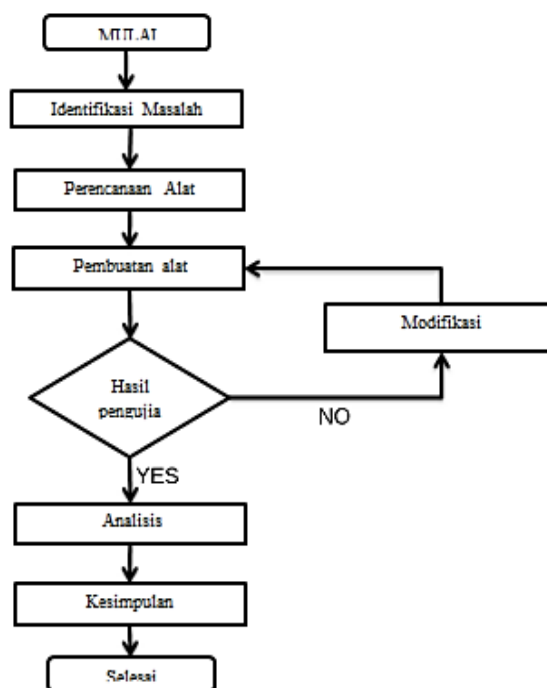 MULAI
Identifikasi Masalah
Perencanaan Alat
Pembuatan alat
Modifikasi
Hasil
pengujia
NO
YES
Analisis
Kesimpulan
Selesai